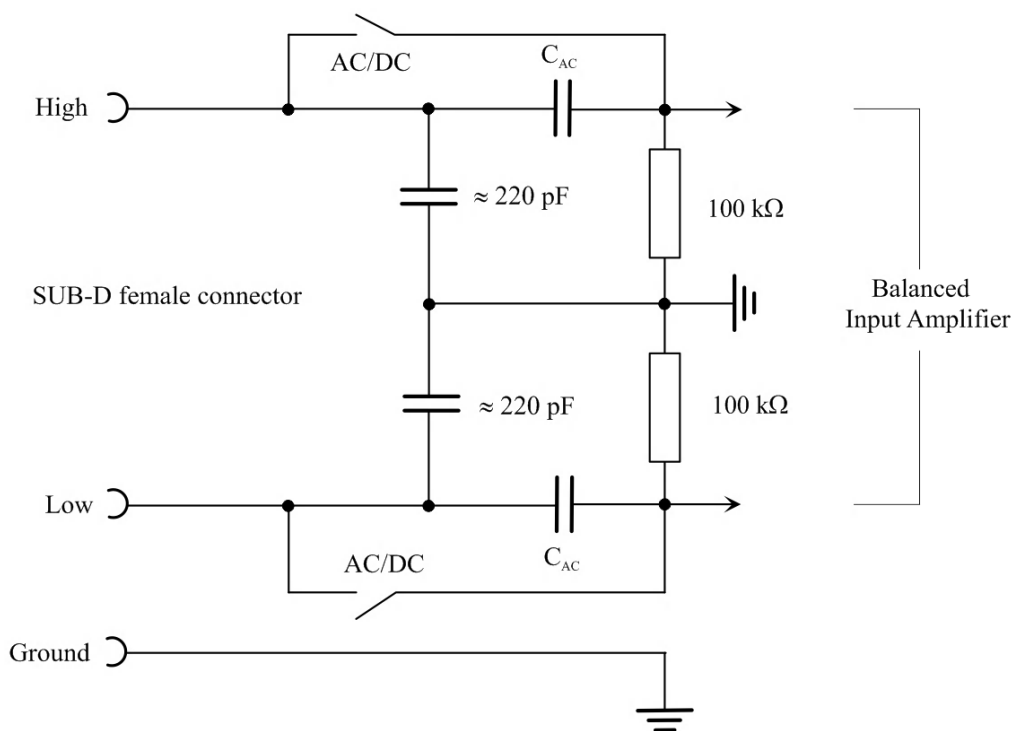 AC/DC
C_AC
High
≈ 220 pF
100 kΩ
SUB-D female connector
Balanced
Input Amplifier
≈ 220 pF
100 kΩ
Low
AC/DC
C_AC
Ground